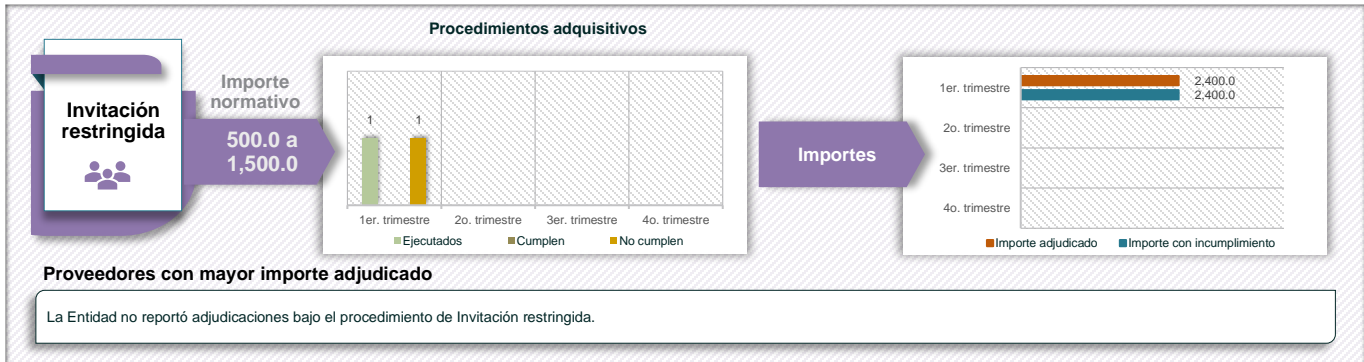 Procedimientos adquisitivos
Invitación
restringida
Importe
normativo
500.0 a
1,500.0
1
1
1er. trimestre
2o. trimestre
3er. trimestre
4o. trimestre
Ejecutados
Cumplen
No cumplen
Importes
1er. trimestre
2,400.0
2,400.0
2o. trimestre
3er. trimestre
4o. trimestre
Importe adjudicado
Importe con incumplimiento
Proveedores con mayor importe adjudicado
La Entidad no reportó adjudicaciones bajo el procedimiento de Invitación restringida.